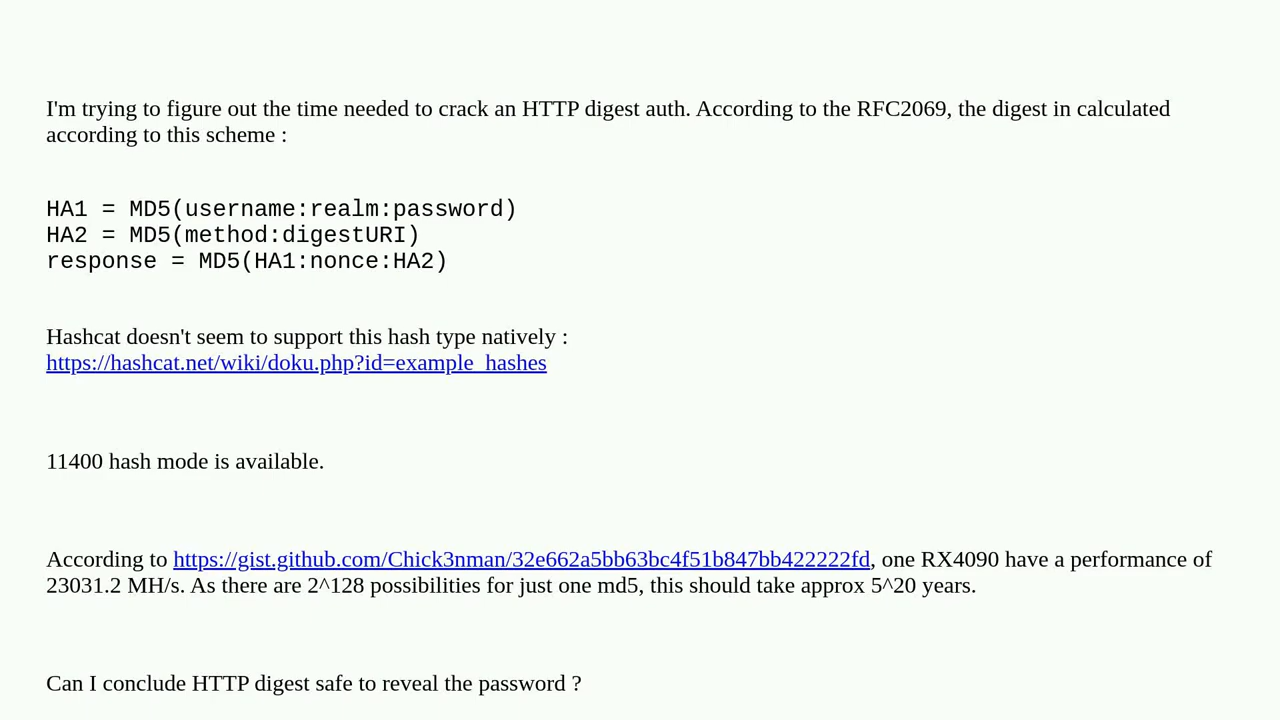 I'm trying to figure out the time needed to crack an HTTP digest auth. According to the RFC2069, the digest in calculated
according to this scheme :
HA1 = MD5(username:realm:password)
HA2 = MD5(method:digestURI)
response = MD5(HA1:nonce:HA2)
Hashcat doesn't seem to support this hash type natively :
https://hashcat.net/wiki/doku.php?id=example_hashes
11400 hash mode is available.
According to https://gist.github.com/Chick3nman/32e662a5bb63bc4f51b847bb422222fd, one RX4090 have a performance of
23031.2 MH/s. As there are 2^128 possibilities for just one md5, this should take approx 5^20 years.
Can I conclude HTTP digest safe to reveal the password ?